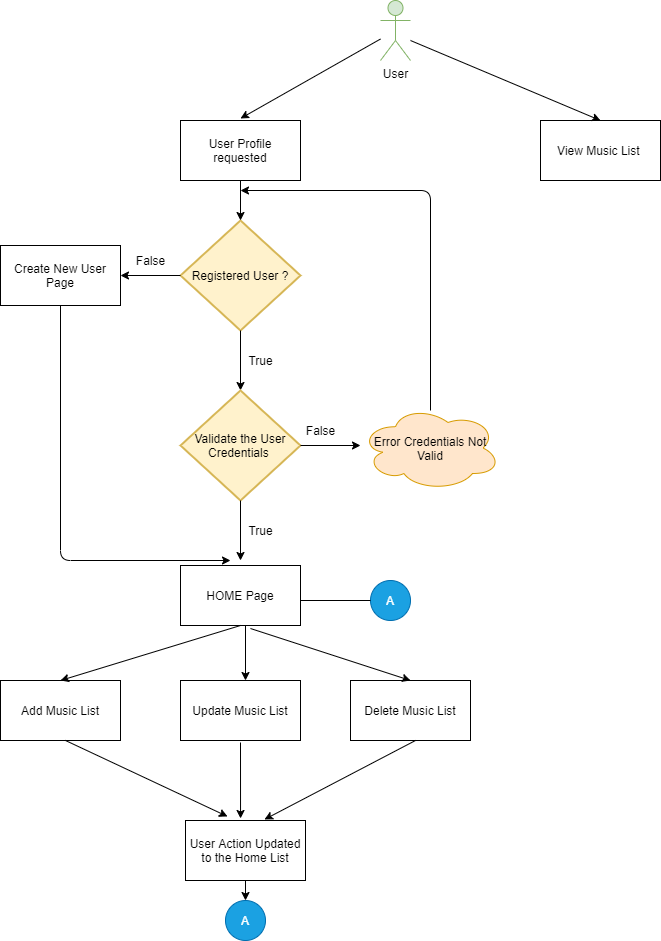 User
User Profile
requested
View Music List
Registered User ?
False
Create New User
Page
True
Validate the User
Credentials
False
Error Credentials Not
Valid
True
HOME Page
A
Add Music List
Update Music List
Delete Music List
User Action Updated
to the Home List
A